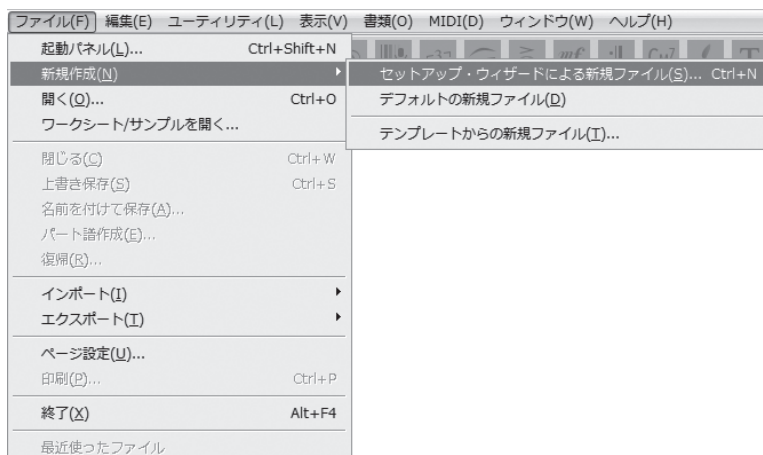 ファイル(F) 編集(E) ユーティリティ(L) 表示(V) 書類(O) MIDI(D) ウィンドウ(W) ヘルプ(H)
起動パネル(L)... Ctrl+Shift+N
新規作成(N)
セットアップ・ウィザードによる新規ファイル(S)... Ctrl+N
開く(O)... Ctrl+O
デフォルトの新規ファイル(D)
ワークシート/サンプルを開く...
テンプレートからの新規ファイル(T)...
閉じる(C) Ctrl+W
上書き保存(S) Ctrl+S
名前を付けて保存(A)...
パート譜作成(E)...
復帰(R)...
インポート(I)
エクスポート(T)
ページ設定(U)...
印刷(P)... Ctrl+P
終了(X) Alt+F4
最近使ったファイル